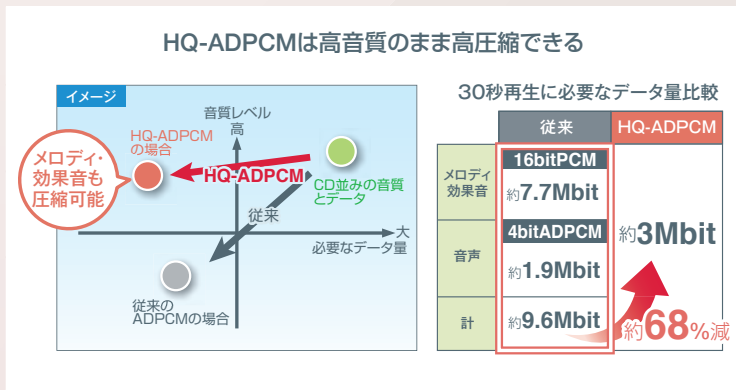 HQ-ADPCMは高音質のまま高圧縮できる
イメージ
音質レベル
高
HQ-ADPCM
の場合
メロディ・
効果音も
圧縮可能
HQ-ADPCM
CD並みの音質
とデータ
従来
大
必要なデータ量
従来の
ADPCMの場合
30秒再生に必要なデータ量比較
従来
HQ-ADPCM
メロディ
効果音
16bitPCM
約7.7Mbit
音声
4bitADPCM
約1.9Mbit
約3Mbit
計
約9.6Mbit
約68%減